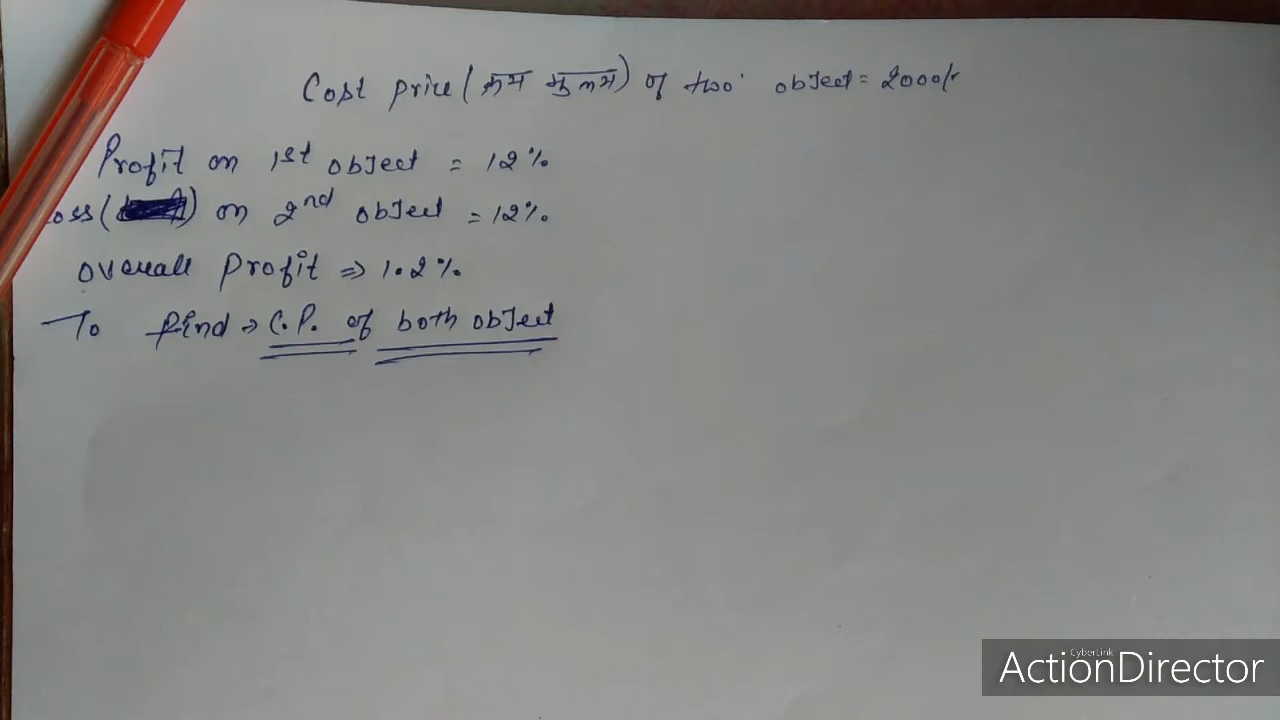 Cost price (क्रय मुल्य) of two object = 2000/-
Profit on 1st object = 12%
oss ( ) on 2nd object = 12%.
overall Profit ⇒ 1.2%.
To find → C.P. of both object
CyberLink
ActionDirector